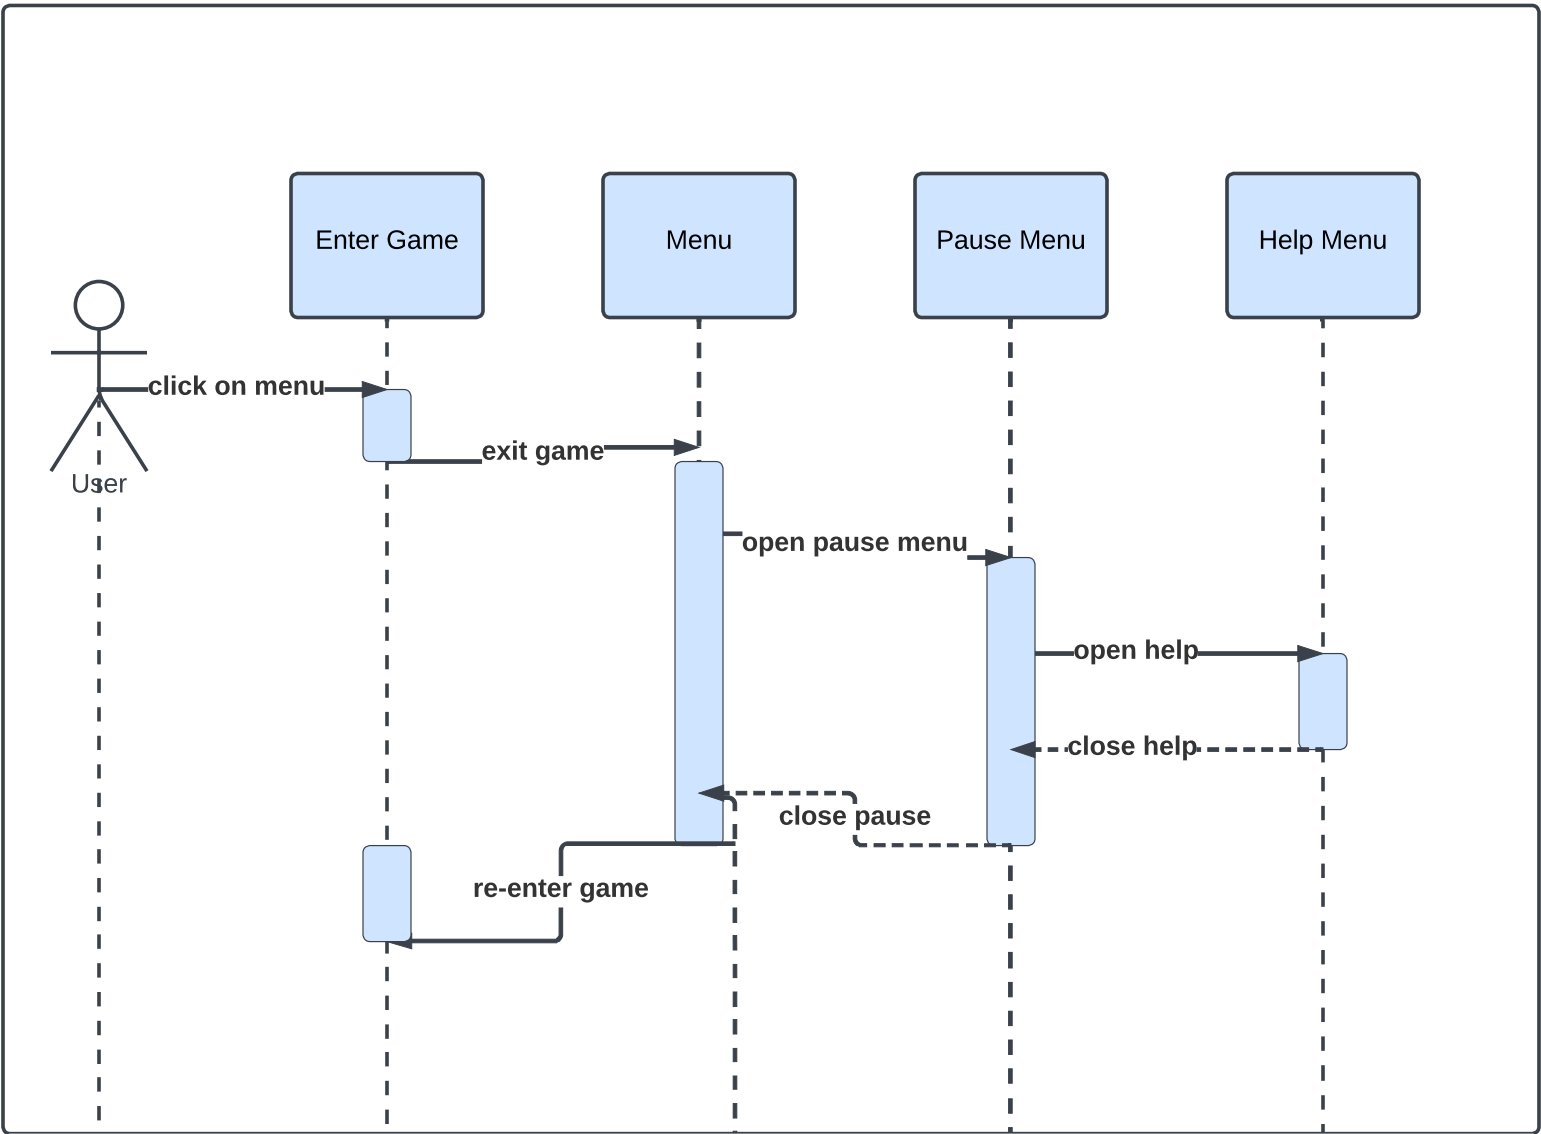 Enter Game
Menu
Pause Menu
Help Menu
click on menu
exit game
User
open pause menu
open help
close help
close pause
re-enter game